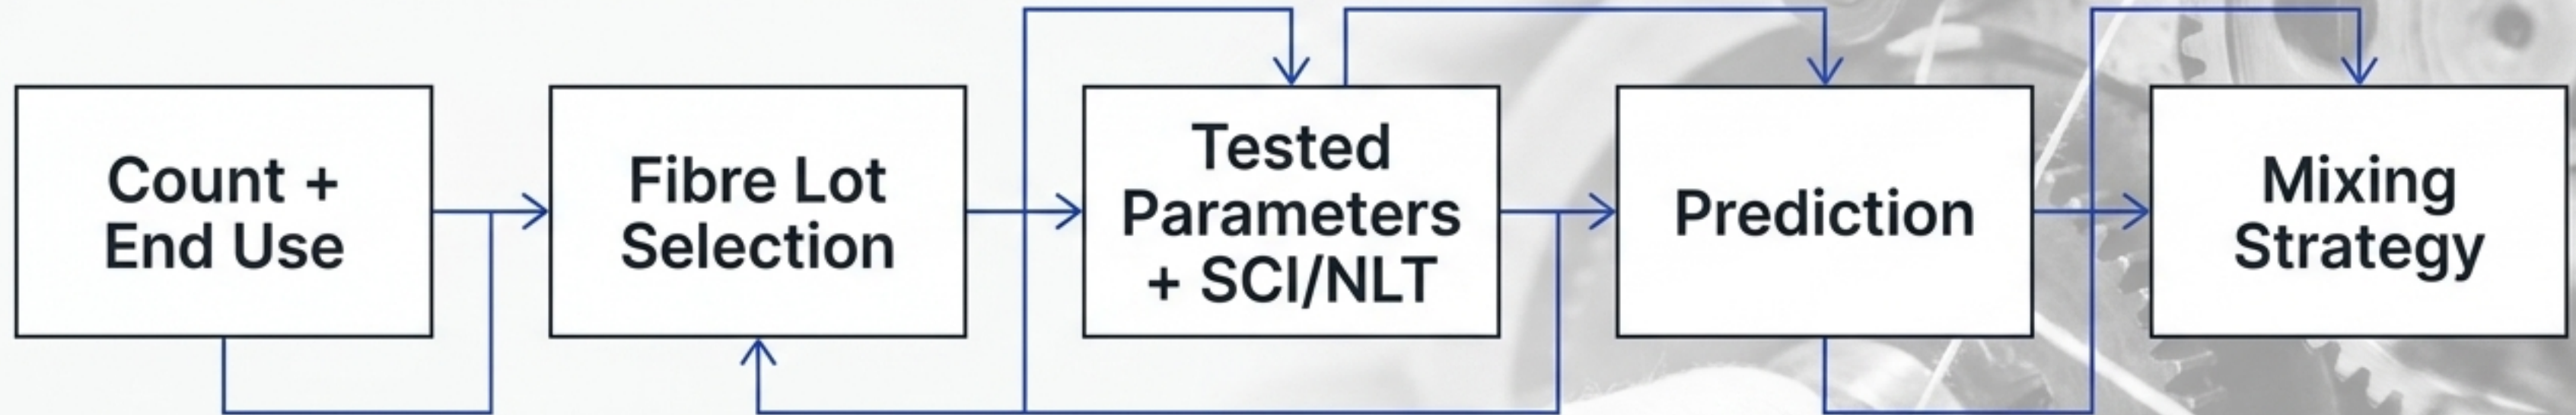 Count +
End Use
Fibre Lot
Selection
Tested
Parameters
+ SCI/NLT
Prediction
Mixing
Strategy